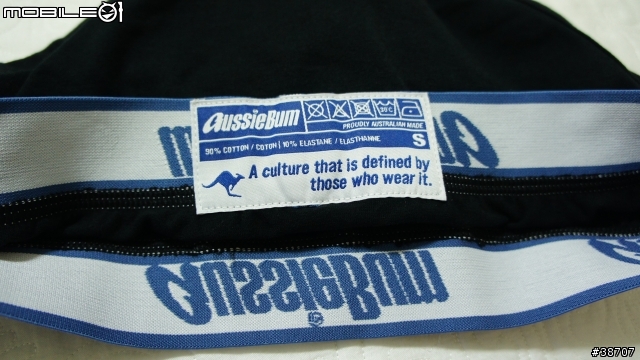 MOBILE01
aussieBum
30C
PROUDLY AUSTRALIAN MADE
90% COTTON / COTON | 10% ELASTANE / ELASTHANNE
S
A culture that is defined by
those who wear it.
aussieBum
#38707